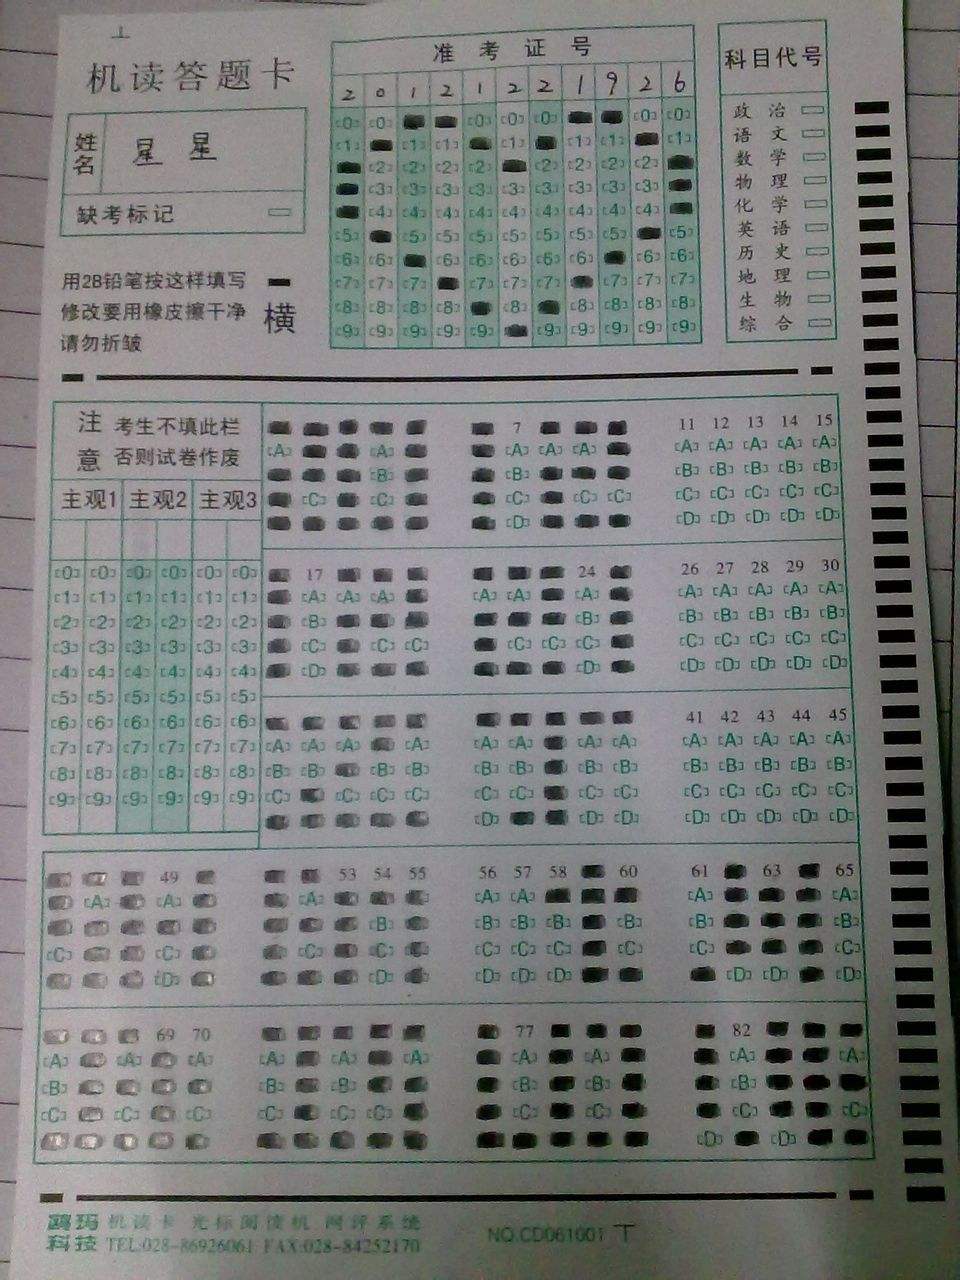 机读答题卡
姓名 星星
缺考标记
用2B铅笔按这样填写
修改要用橡皮擦干净
请勿折皱
横
准考证号
2 0 1 2 1 2 2 1 9 2 6
[0] [0] [0] [0] [0] [0] [0]
[1] [1] [1] [1] [1] [1] [1]
[2] [2] [2] [2] [2] [2] [2] [2]
[3] [3] [3] [3] [3] [3] [3] [3] [3]
[4] [4] [4] [4] [4] [4] [4] [4] [4]
[5] [5] [5] [5] [5] [5] [5] [5] [5]
[6] [6] [6] [6] [6] [6] [6] [6] [6]
[7] [7] [7] [7] [7] [7] [7] [7] [7]
[8] [8] [8] [8] [8] [8] [8] [8] [8]
[9] [9] [9] [9] [9] [9] [9] [9] [9] [9]
科目代号
政治
语文
数学
物理
化学
英语
历史
地理
生物
综合
注意
考生不填此栏
否则试卷作废
主观1 主观2 主观3
[0] [0] [0] [0] [0] [0]
[1] [1] [1] [1] [1] [1]
[2] [2] [2] [2] [2] [2]
[3] [3] [3] [3] [3] [3]
[4] [4] [4] [4] [4] [4]
[5] [5] [5] [5] [5] [5]
[6] [6] [6] [6] [6] [6]
[7] [7] [7] [7] [7] [7]
[8] [8] [8] [8] [8] [8]
[9] [9] [9] [9] [9] [9]
7 11 12 13 14 15
[A] [A] [A] [A] [A] [A] [A] [A] [A] [A]
[B] [B] [B] [B] [B] [B] [B]
[C] [C] [C] [C] [C] [C] [C] [C] [C] [C]
[D] [D] [D] [D] [D] [D]
17 24 26 27 28 29 30
[A] [A] [A] [A] [A] [A] [A] [A] [A] [A] [A]
[B] [B] [B] [B] [B] [B] [B]
[C] [C] [C] [C] [C] [C] [C] [C] [C] [C] [C]
[D] [D] [D] [D] [D] [D] [D]
41 42 43 44 45
[A] [A] [A] [A] [A] [A] [A] [A] [A] [A] [A] [A] [A]
[B] [B] [B] [B] [B] [B] [B] [B] [B] [B] [B] [B] [B]
[C] [C] [C] [C] [C] [C] [C] [C] [C] [C] [C] [C] [C]
[D] [D] [D] [D] [D] [D] [D] [D]
49 53 54 55 56 57 58 60 61 63 65
[A] [A] [A] [A] [A] [A] [A]
[B] [B] [B] [B] [B] [B] [B]
[C] [C] [C] [C] [C] [C] [C] [C] [C]
[D] [D] [D] [D] [D] [D] [D] [D]
69 70 77 82
[A] [A] [A] [A] [A] [A] [A] [A] [A]
[B] [B] [B] [B] [B]
[C] [C] [C] [C] [C] [C] [C] [C] [C]
[D] [D]
鸥玛科技
机读卡 光标阅读机 网评系统
TEL:028-86926061 FAX:028-84252170
NO.CD061001 下